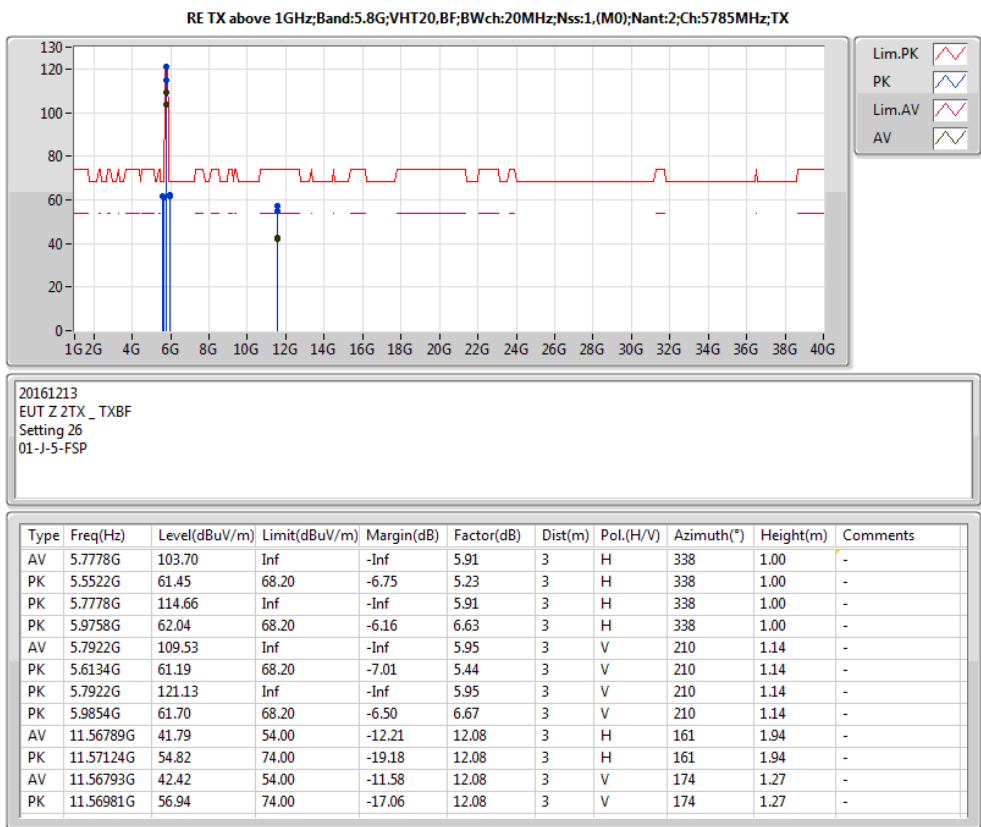 RE TX above 1GHz;Band:5.8G;VHT20,BF;BWch:20MHz;Nss:1,(M0);Nant:2;Ch:5785MHz;TX
130
120
100
80
60
40
20
0
1G 2G 4G 6G 8G 10G 12G 14G 16G 18G 20G 22G 24G 26G 28G 30G 32G 34G 36G 38G 40G
Lim.PK
PK
Lim.AV
AV
20161213
EUT Z 2TX _ TXBF
Setting 26
01-J-5-FSP
Type Freq(Hz) Level(dBuV/m) Limit(dBuV/m) Margin(dB) Factor(dB) Dist(m) Pol.(H/V) Azimuth(°) Height(m) Comments
AV 5.7778G 103.70 Inf -Inf 5.91 3 H 338 1.00 -
PK 5.5522G 61.45 68.20 -6.75 5.23 3 H 338 1.00 -
PK 5.7778G 114.66 Inf -Inf 5.91 3 H 338 1.00 -
PK 5.9758G 62.04 68.20 -6.16 6.63 3 H 338 1.00 -
AV 5.7922G 109.53 Inf -Inf 5.95 3 V 210 1.14 -
PK 5.6134G 61.19 68.20 -7.01 5.44 3 V 210 1.14 -
PK 5.7922G 121.13 Inf -Inf 5.95 3 V 210 1.14 -
PK 5.9854G 61.70 68.20 -6.50 6.67 3 V 210 1.14 -
AV 11.56789G 41.79 54.00 -12.21 12.08 3 H 161 1.94 -
PK 11.57124G 54.82 74.00 -19.18 12.08 3 H 161 1.94 -
AV 11.56793G 42.42 54.00 -11.58 12.08 3 V 174 1.27 -
PK 11.56981G 56.94 74.00 -17.06 12.08 3 V 174 1.27 -